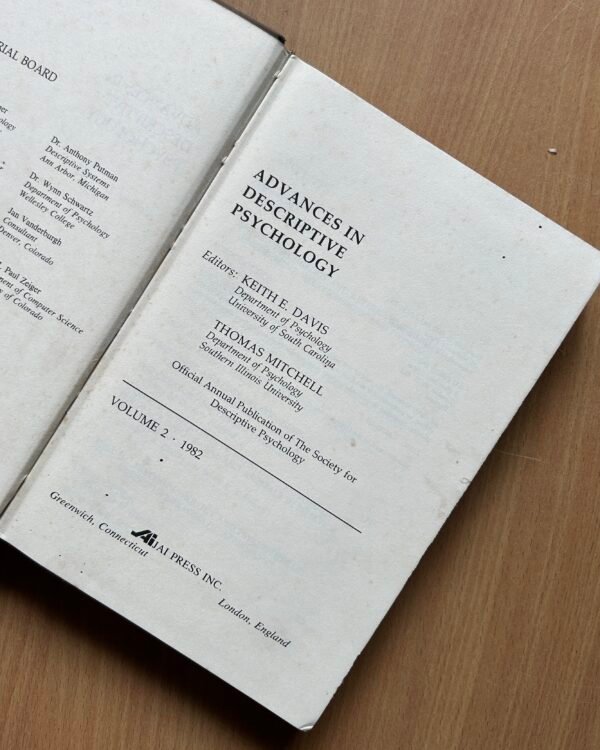 RIAL BOARD
Dr. Anthony Putman
Descriptive Systems
Ann Arbor, Michigan
Dr. Wynn Schwartz
Department of Psychology
Wellesley College
Jan Vanderburgh
Consultant
Denver, Colorado
Paul Zeiger
ment of Computer Science
of Colorado
ADVANCES IN
DESCRIPTIVE
PSYCHOLOGY
Editors: KEITH E. DAVIS
Department of Psychology
University of South Carolina
THOMAS MITCHELL
Department of Psychology
Southern Illinois University
Official Annual Publication of The Society for
Descriptive Psychology
VOLUME 2 · 1982
JAI PRESS INC.
Greenwich, Connecticut
London, England